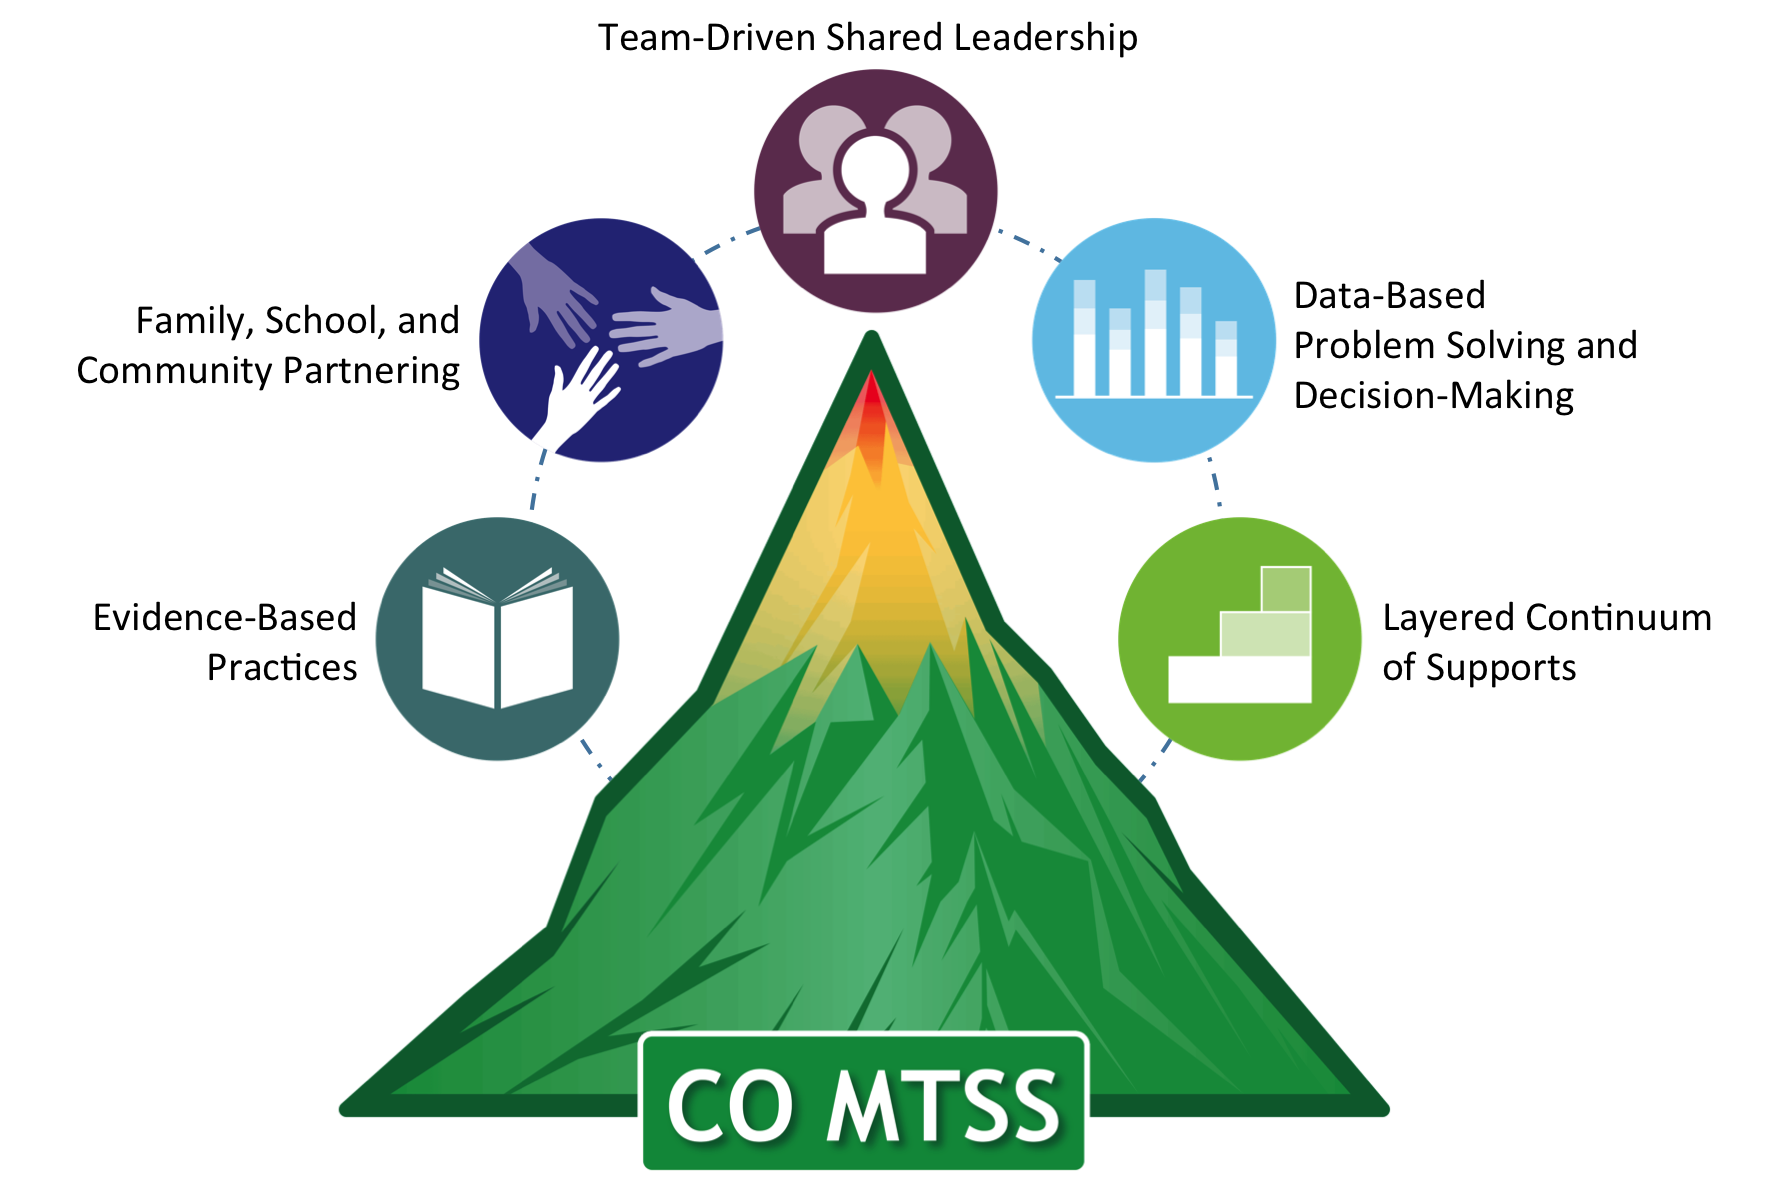 Team-Driven Shared Leadership
Family, School, and
Community Partnering
Data-Based
Problem Solving and
Decision-Making
Evidence-Based
Practices
Layered Continuum
of Supports
CO MTSS